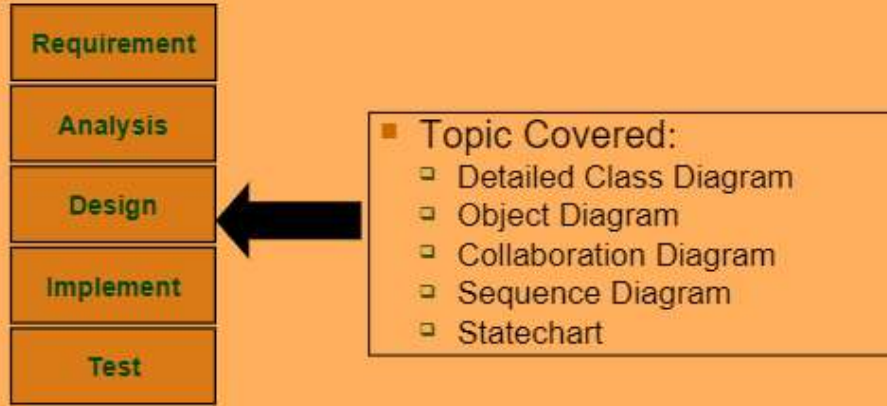 Requirement
Analysis
Design
Implement
Test
Topic Covered:
Detailed Class Diagram
Object Diagram
Collaboration Diagram
Sequence Diagram
Statechart